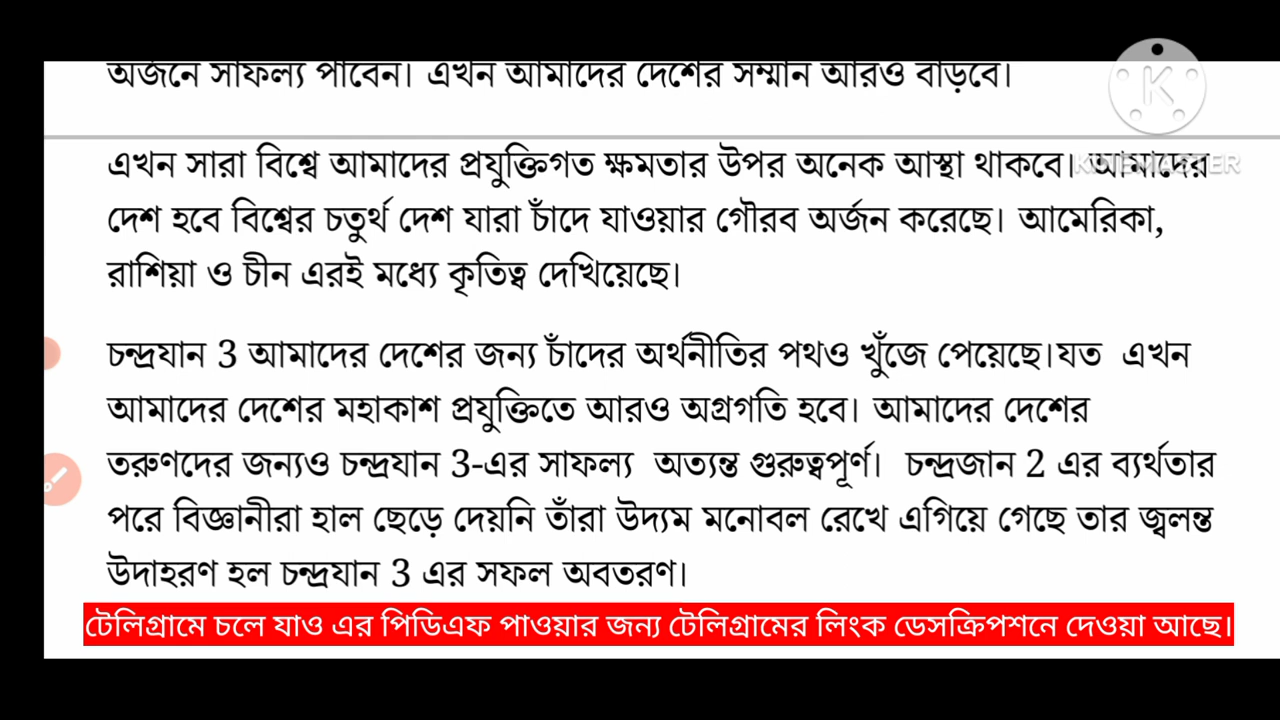 অর্জনে সাফল্য পাবেন। এখন আমাদের দেশের সম্মান আরও বাড়বে।
এখন সারা বিশ্বে আমাদের প্রযুক্তিগত ক্ষমতার উপর অনেক আস্থা থাকবে। আমাদের
KINEMASTER
দেশ হবে বিশ্বের চতুর্থ দেশ যারা চাঁদে যাওয়ার গৌরব অর্জন করেছে। আমেরিকা,
রাশিয়া ও চীন এরই মধ্যে কৃতিত্ব দেখিয়েছে।
চন্দ্রযান 3 আমাদের দেশের জন্য চাঁদের অর্থনীতির পথও খুঁজে পেয়েছে।যত এখন
আমাদের দেশের মহাকাশ প্রযুক্তিতে আরও অগ্রগতি হবে। আমাদের দেশের
তরুণদের জন্যও চন্দ্রযান 3-এর সাফল্য অত্যন্ত গুরুত্বপূর্ণ। চন্দ্রজান 2 এর ব্যর্থতার
পরে বিজ্ঞানীরা হাল ছেড়ে দেয়নি তাঁরা উদ্যম মনোবল রেখে এগিয়ে গেছে তার জ্বলন্ত
উদাহরণ হল চন্দ্রযান 3 এর সফল অবতরণ।
টেলিগ্রামে চলে যাও এর পিডিএফ পাওয়ার জন্য টেলিগ্রামের লিংক ডেসক্রিপশনে দেওয়া আছে।